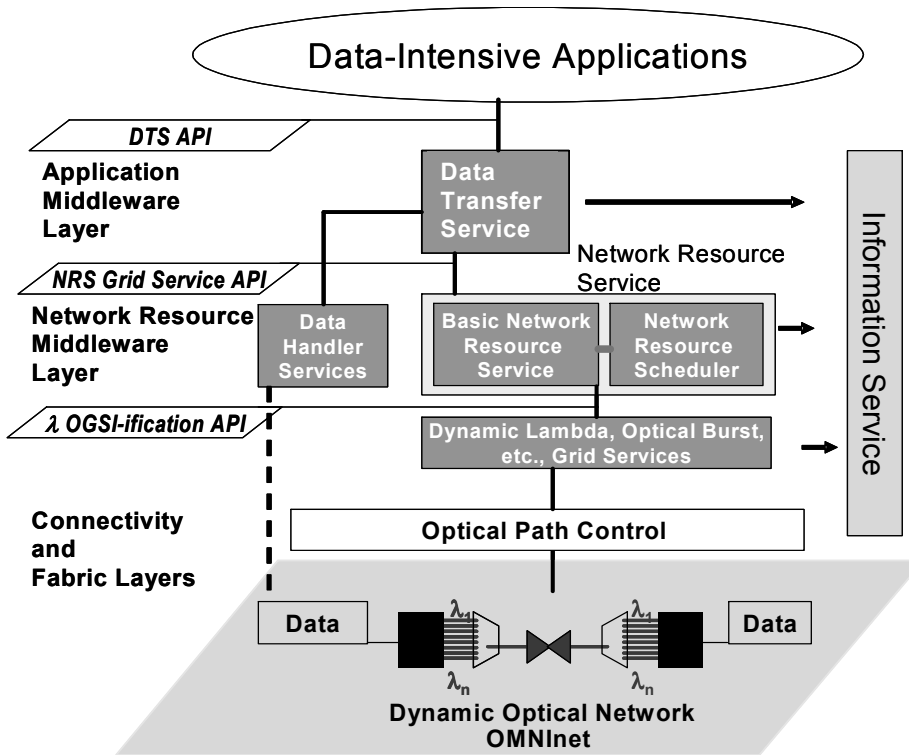 Data-Intensive Applications
DTS API
Application
Middleware
Layer
Data
Transfer
Service
Information Service
Network Resource
Service
NRS Grid Service API
Network Resource
Middleware
Layer
Data
Handler
Services
Basic Network
Resource
Service
Network
Resource
Scheduler
λ OGSI-ification API
Dynamic Lambda, Optical Burst,
etc., Grid Services
Connectivity
and
Fabric Layers
Optical Path Control
Data
λ1
λn
λ1
λn
Data
Dynamic Optical Network
OMNInet